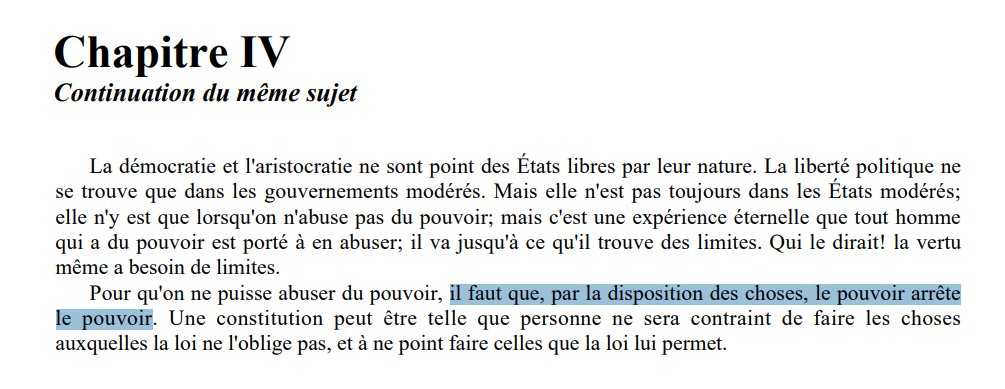 Chapitre IV
Continuation du même sujet
La démocratie et l'aristocratie ne sont point des États libres par leur nature. La liberté politique ne
se trouve que dans les gouvernements modérés. Mais elle n'est pas toujours dans les États modérés;
elle n'y est que lorsqu'on n'abuse pas du pouvoir; mais c'est une expérience éternelle que tout homme
qui a du pouvoir est porté à en abuser; il va jusqu'à ce qu'il trouve des limites. Qui le dirait! la vertu
même a besoin de limites.
Pour qu'on ne puisse abuser du pouvoir, il faut que, par la disposition des choses, le pouvoir arrête
le pouvoir. Une constitution peut être telle que personne ne sera contraint de faire les choses
auxquelles la loi ne l'oblige pas, et à ne point faire celles que la loi lui permet.